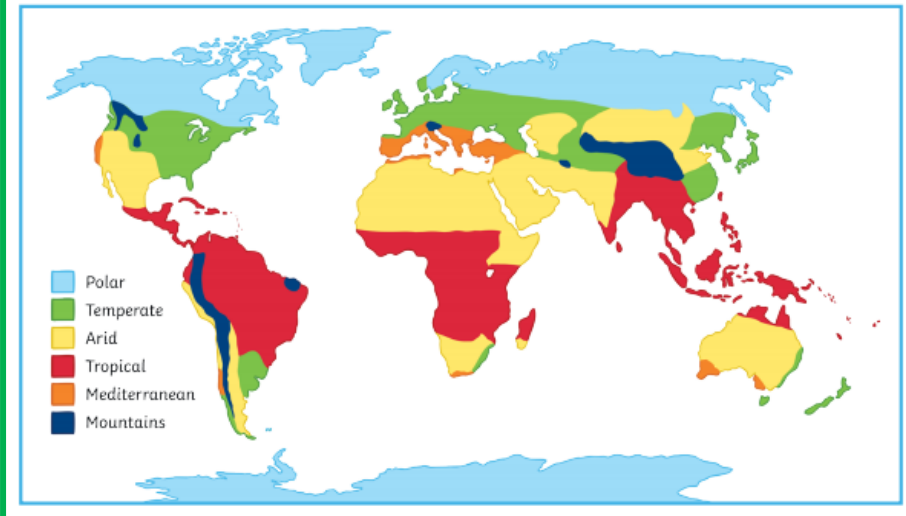 Polar
Temperate
Arid
Tropical
Mediterranean
Mountains